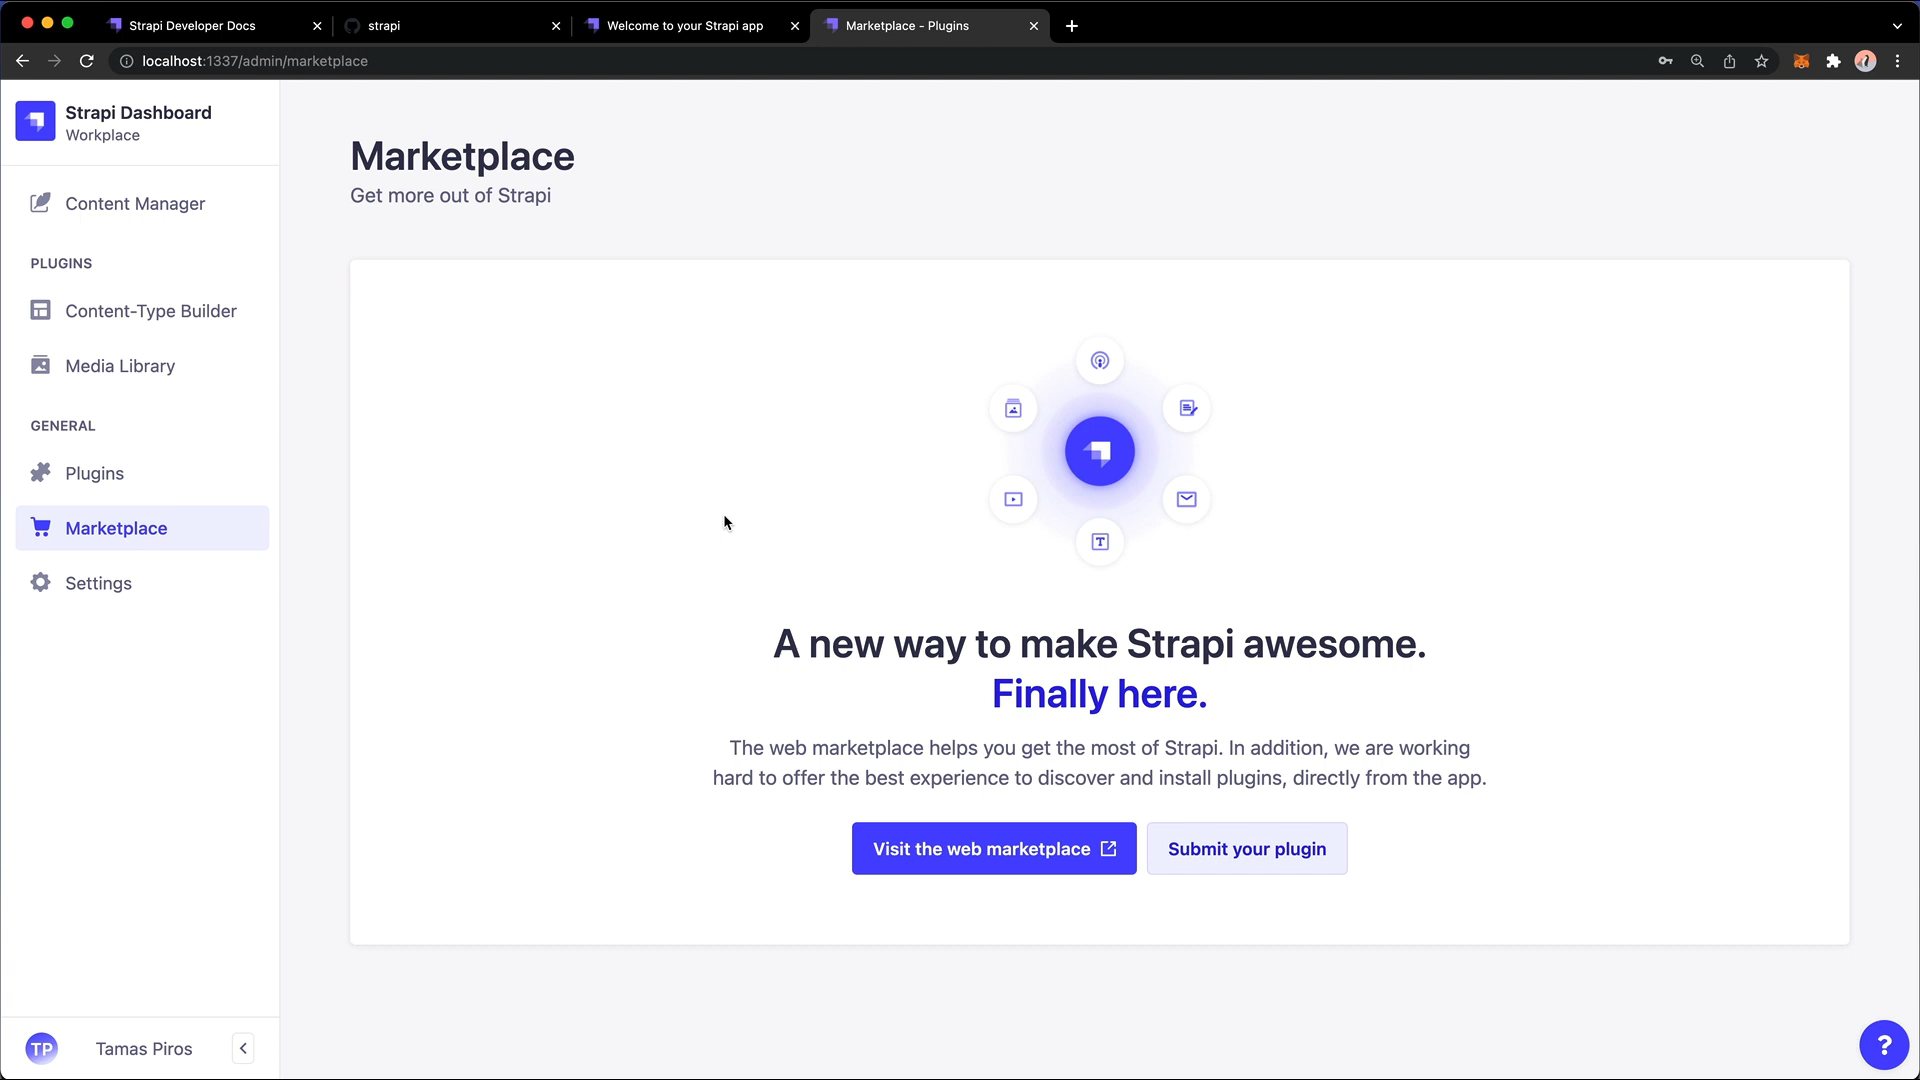 Strapi Developer Docs
strapi
Welcome to your Strapi app
Marketplace - Plugins
localhost:1337/admin/marketplace
Strapi Dashboard
Workplace
Content Manager
PLUGINS
Content-Type Builder
Media Library
GENERAL
Plugins
Marketplace
Settings
TP
Tamas Piros
Marketplace
Get more out of Strapi
A new way to make Strapi awesome.
Finally here.
The web marketplace helps you get the most of Strapi. In addition, we are working
hard to offer the best experience to discover and install plugins, directly from the app.
Visit the web marketplace
Submit your plugin
?